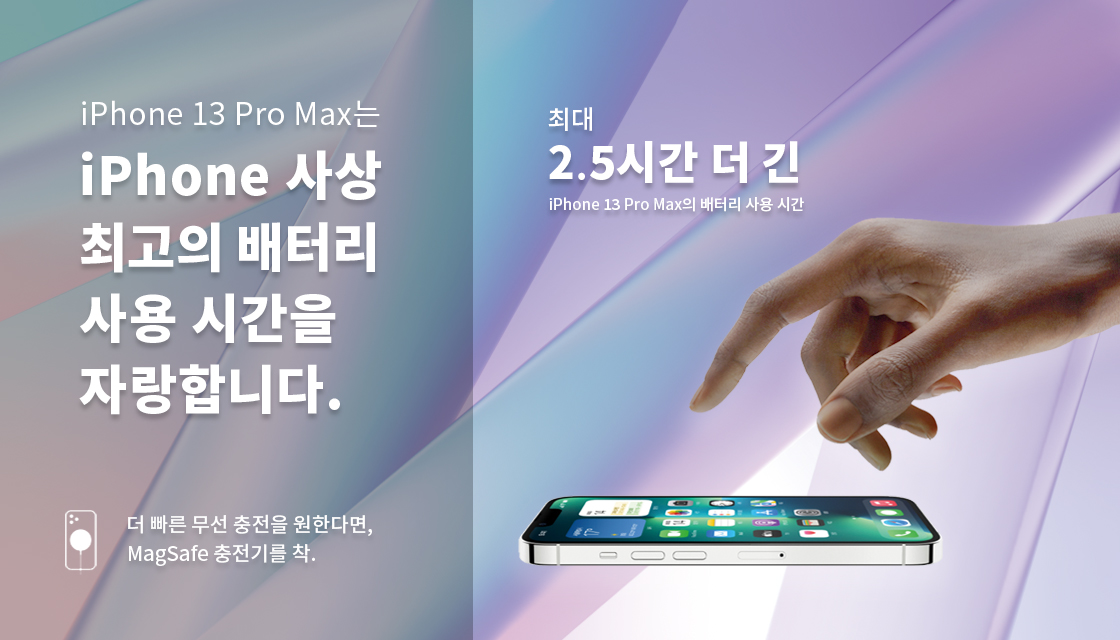 iPhone 13 Pro Max는
iPhone 사상
최고의 배터리
사용 시간을
자랑합니다.
더 빠른 무선 충전을 원한다면,
MagSafe 충전기를 착.
최대
2.5시간 더 긴
iPhone 13 Pro Max의 배터리 사용 시간